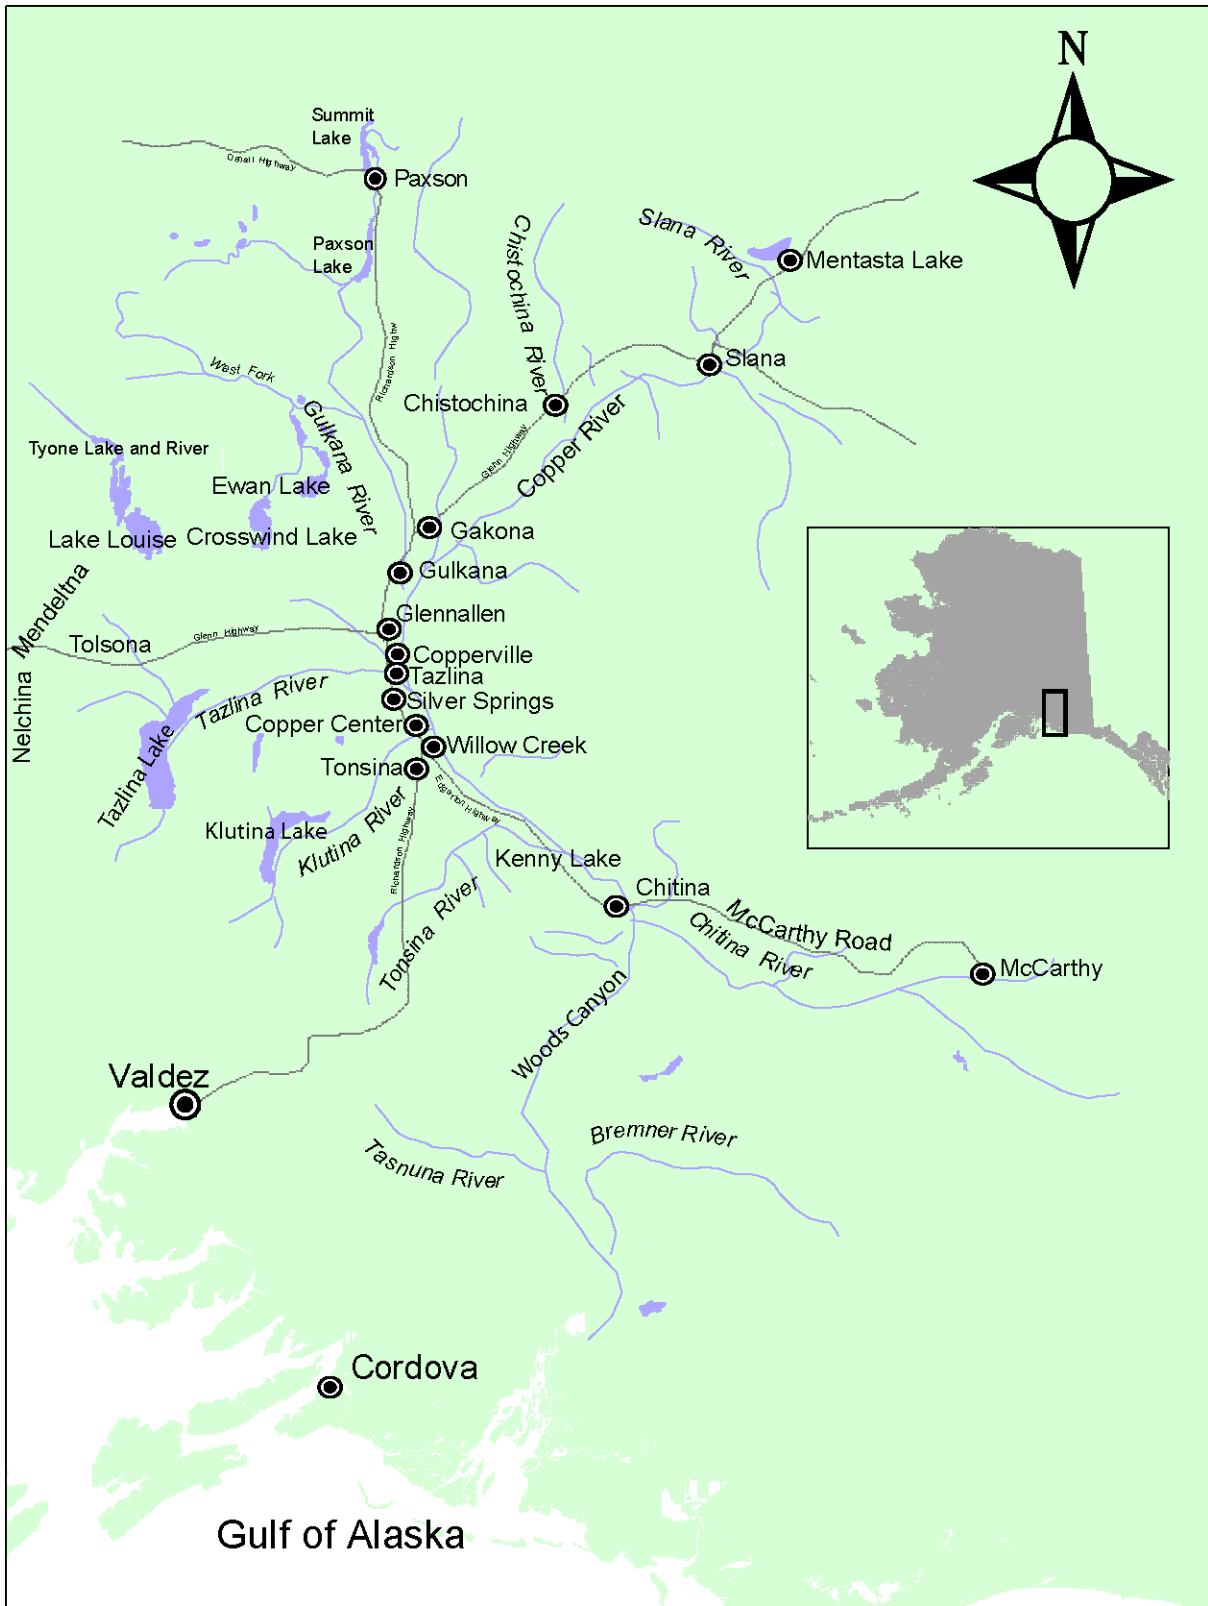 N
Summit
Lake
Denali Highway
Paxson
Slana River
Chistochina River
Paxson
Lake
Mentasta Lake
Richardson Highw
Slana
West Fork
Chistochina
Gulkana River
Copper River
Tyone Lake and River
Glenn Highway
Ewan Lake
Lake Louise
Crosswind Lake
Gakona
Gulkana
Mendeltna
Glennallen
Tolsona
Glenn Highway
Copperville
Tazlina
Nelchina
Tazlina River
Silver Springs
Copper Center
Willow Creek
Tazlina Lake
Tonsina
Edgerton Highway
Klutina Lake
Klutina River
Richardson Highway
Kenny Lake
Chitina
Tonsina River
McCarthy Road
Chitina River
McCarthy
Woods Canyon
Valdez
Bremner River
Tasnuna River
Cordova
Gulf of Alaska